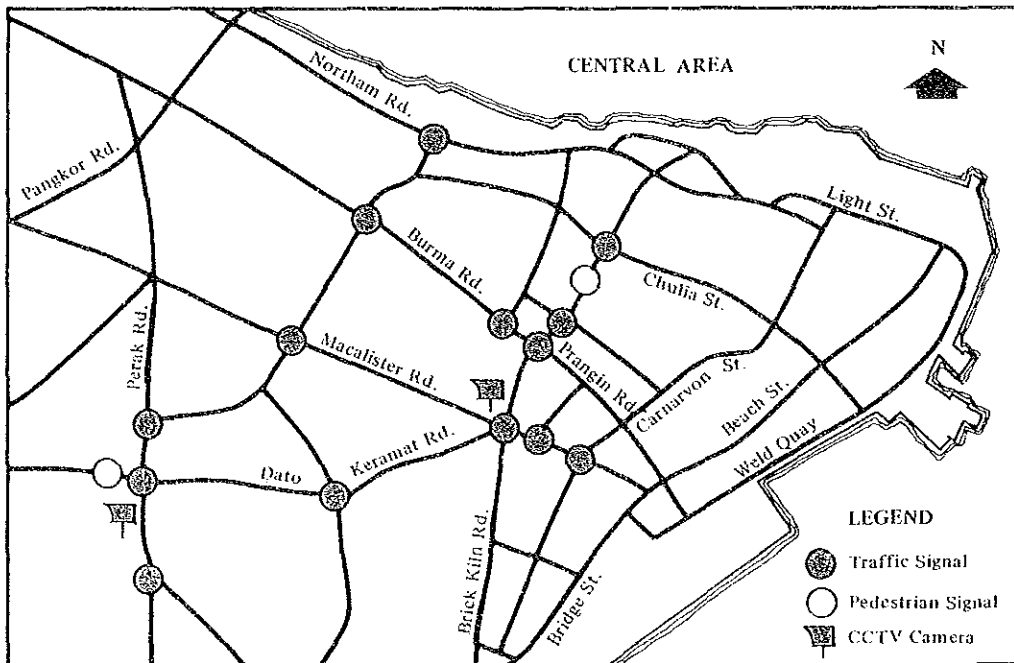 CENTRAL AREA
N
Northam Rd.
Pangkor Rd.
Light St.
Burma Rd.
Chulia St.
Perak Rd.
Macalister Rd.
Prangin Rd.
Carnarvon St.
Beach St.
Weld Quay
Dato Keramat Rd.
Brick Kiln Rd.
Bridge St.
LEGEND
Traffic Signal
Pedestrian Signal
CCTV Camera